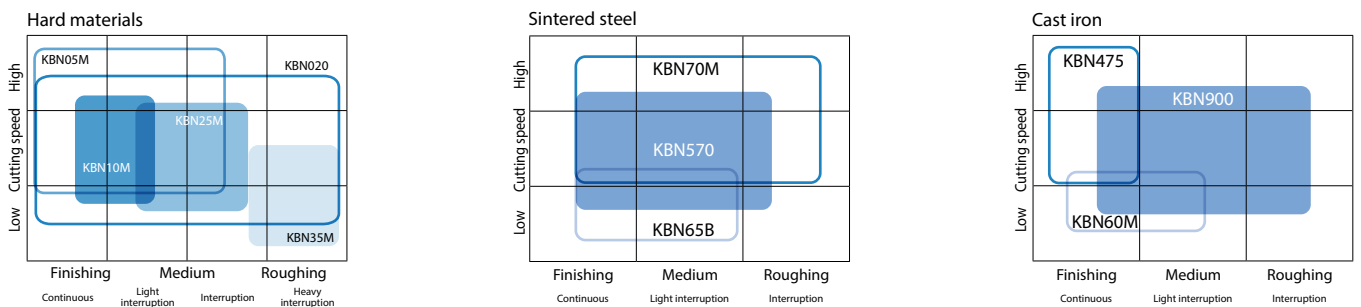 Hard materials
High
Cutting speed
Low
KBN05M
KBN020
KBN25M
KBN10M
KBN35M
Finishing
Medium
Roughing
Continuous
Light
interruption
Interruption
Heavy
interruption
Sintered steel
High
Cutting speed
Low
KBN70M
KBN570
KBN65B
Finishing
Medium
Roughing
Continuous
Light interruption
Interruption
Cast iron
High
Cutting speed
Low
KBN475
KBN900
KBN60M
Finishing
Medium
Roughing
Continuous
Light interruption
Interruption